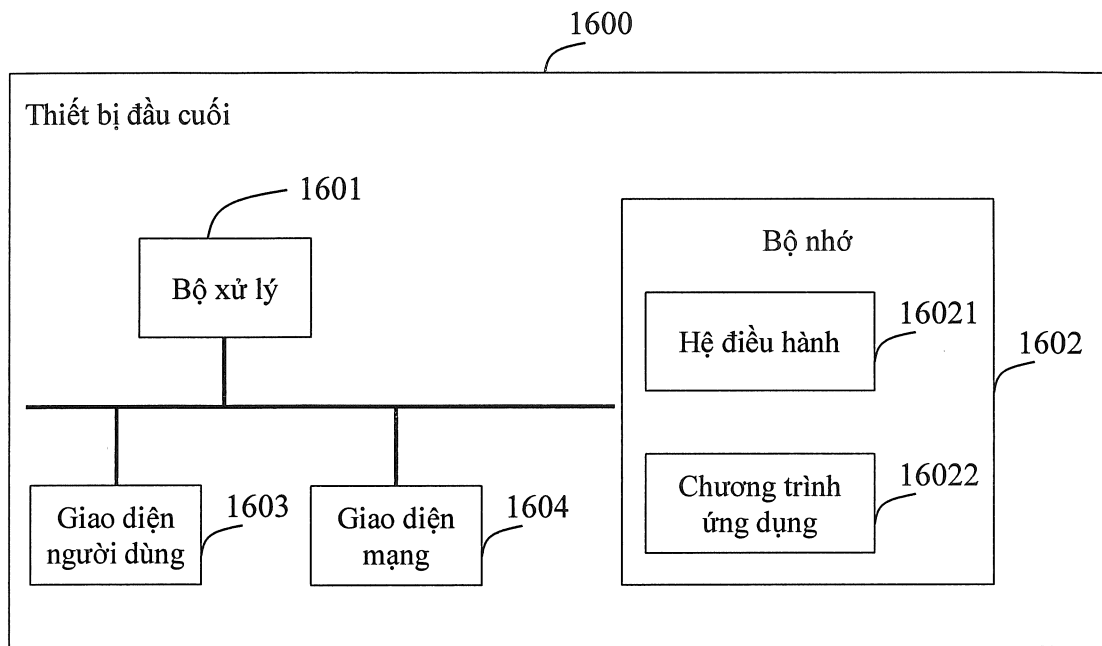 1600
Thiết bị đầu cuối
1601
Bộ xử lý
Bộ nhớ
Hệ điều hành
16021
1602
Chương trình
ứng dụng
16022
Giao diện
người dùng
1603
Giao diện
mạng
1604